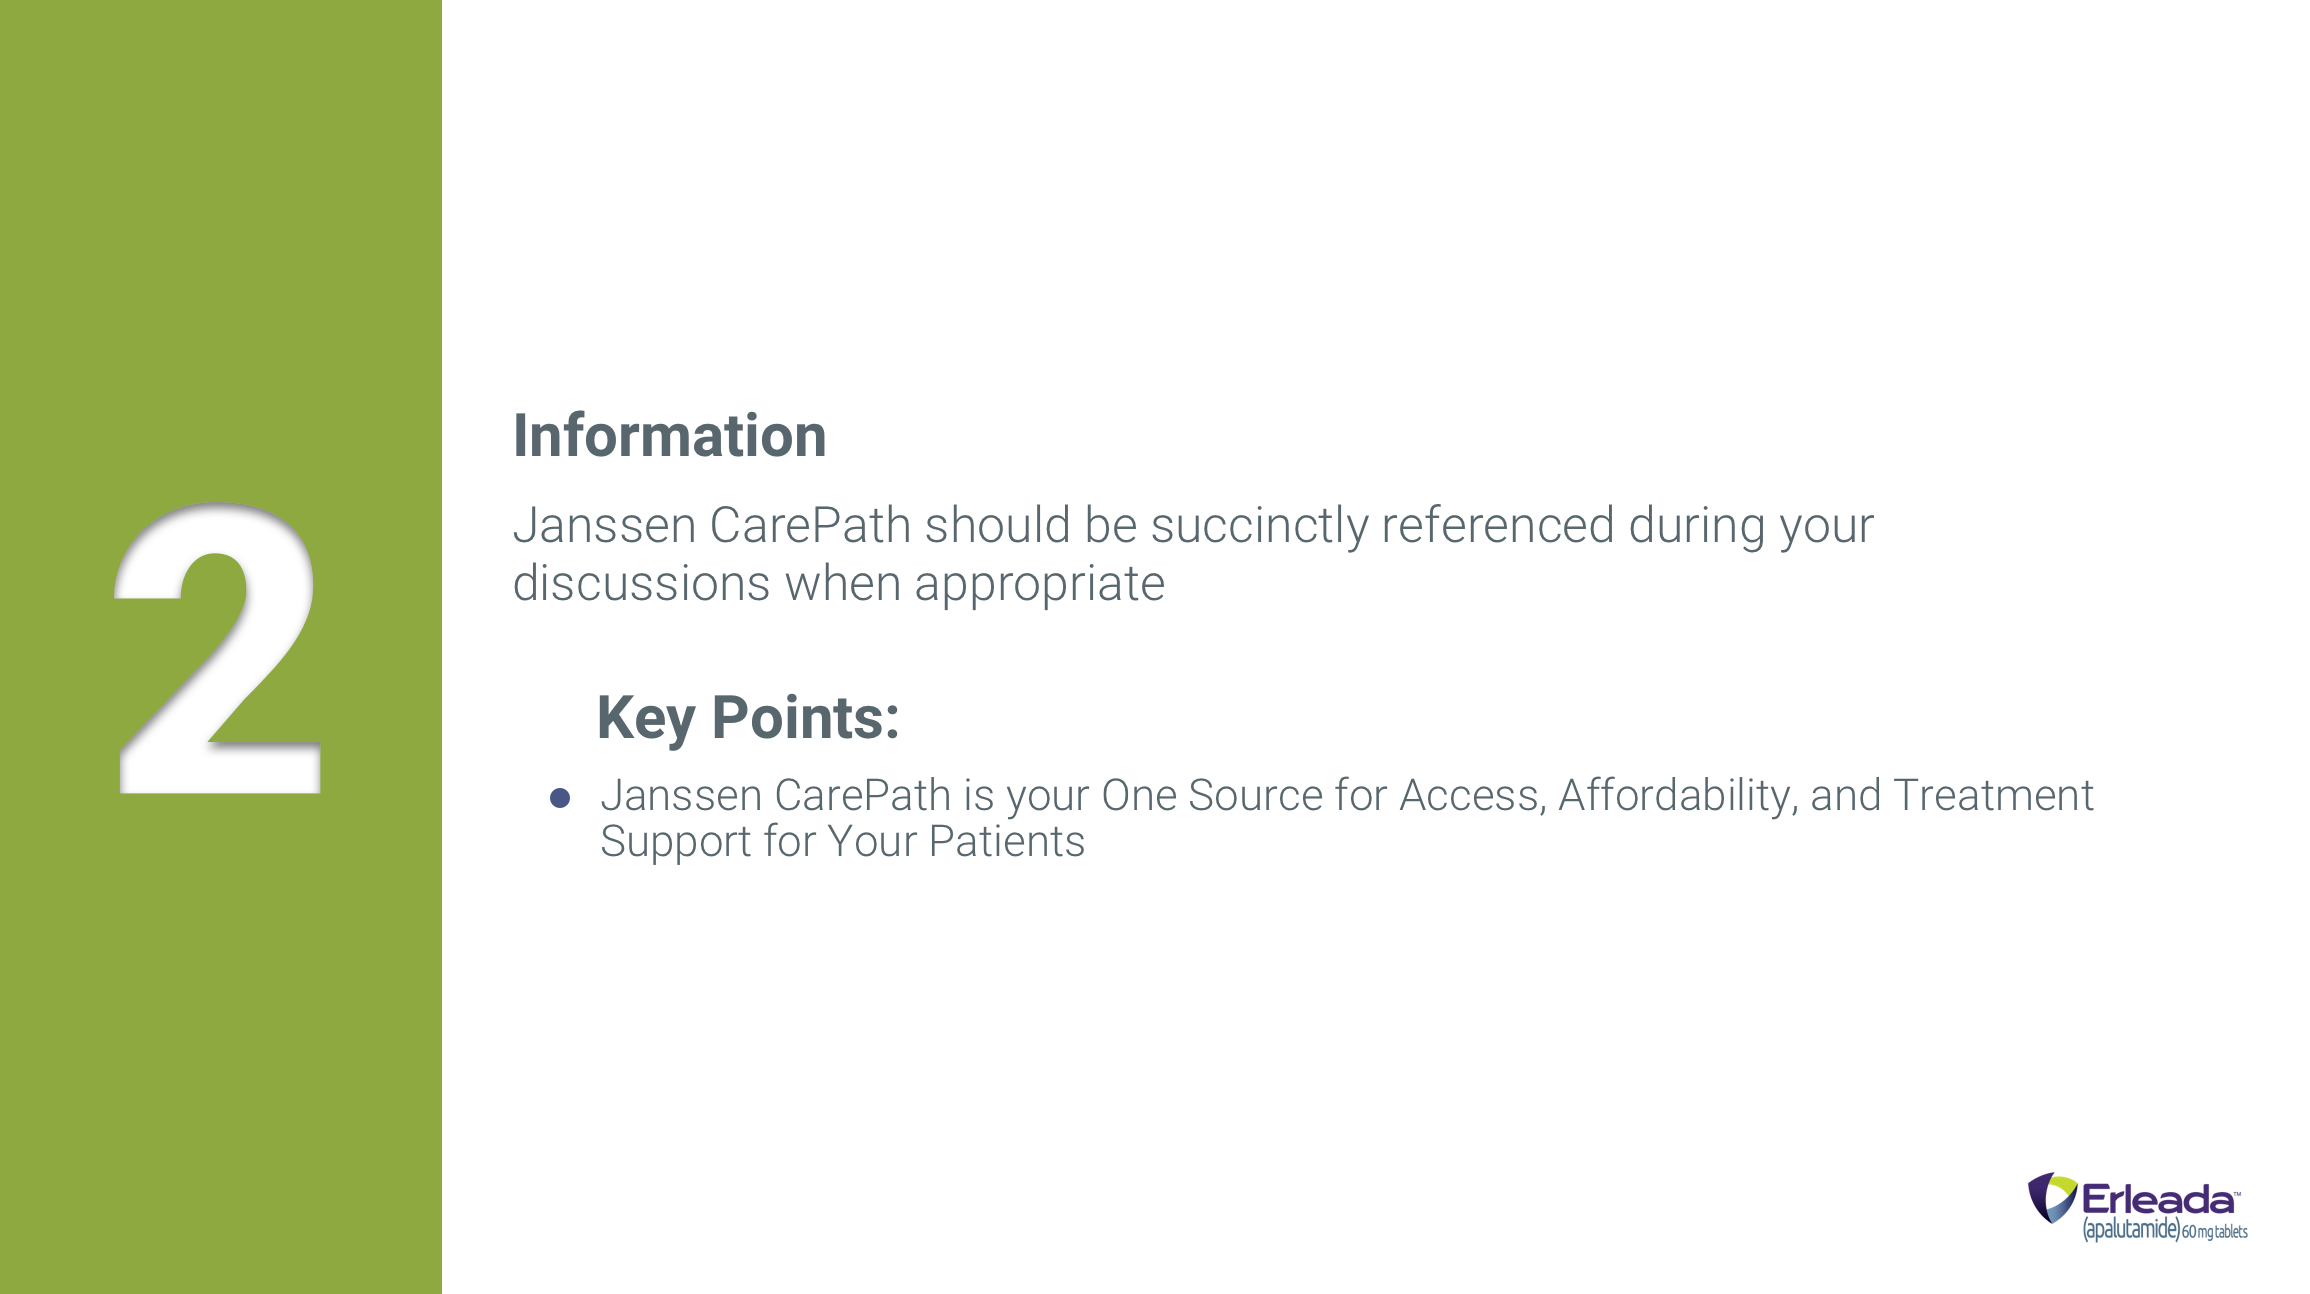 2
Information
Janssen CarePath should be succinctly referenced during your
discussions when appropriate
Key Points:
● Janssen CarePath is your One Source for Access, Affordability, and Treatment
Support for Your Patients
Erleada™
(apalutamide) 60 mg tablets